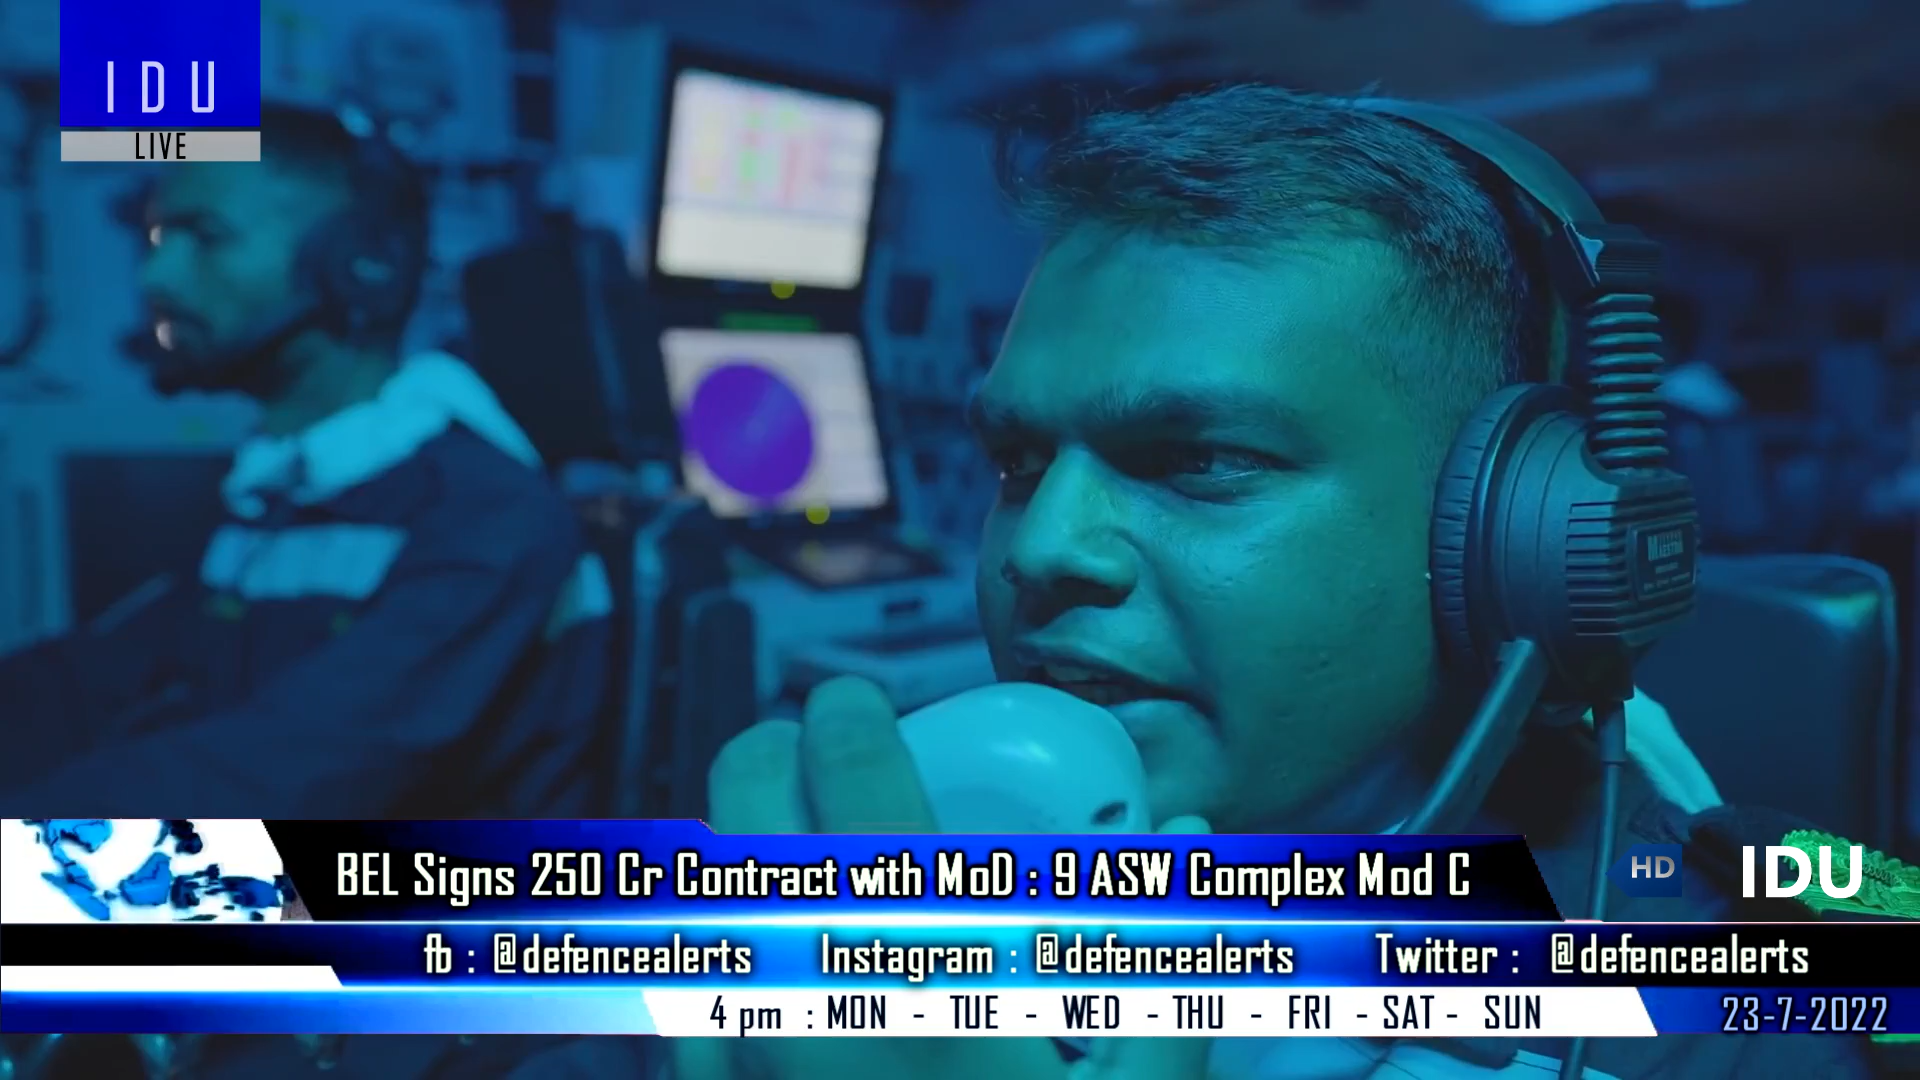 IDU
LIVE
BEL Signs 250 Cr Contract with MoD : 9 ASW Complex Mod C
HD
IDU
fb : @defencealerts Instagram : @defencealerts Twitter : @defencealerts
4 pm : MON - TUE - WED - THU - FRI - SAT - SUN
23-7-2022